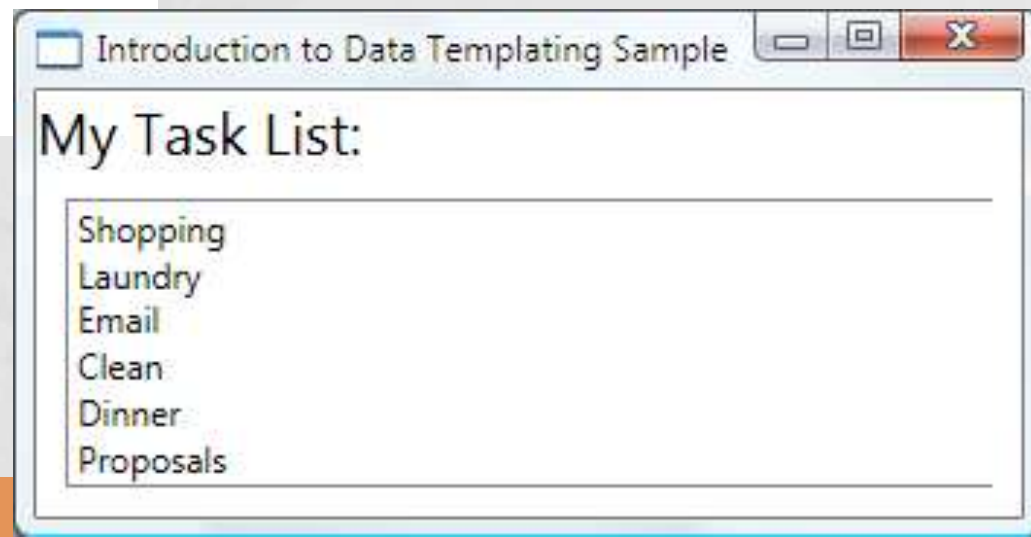 Introduction to Data Templating Sample
My Task List:
Shopping
Laundry
Email
Clean
Dinner
Proposals